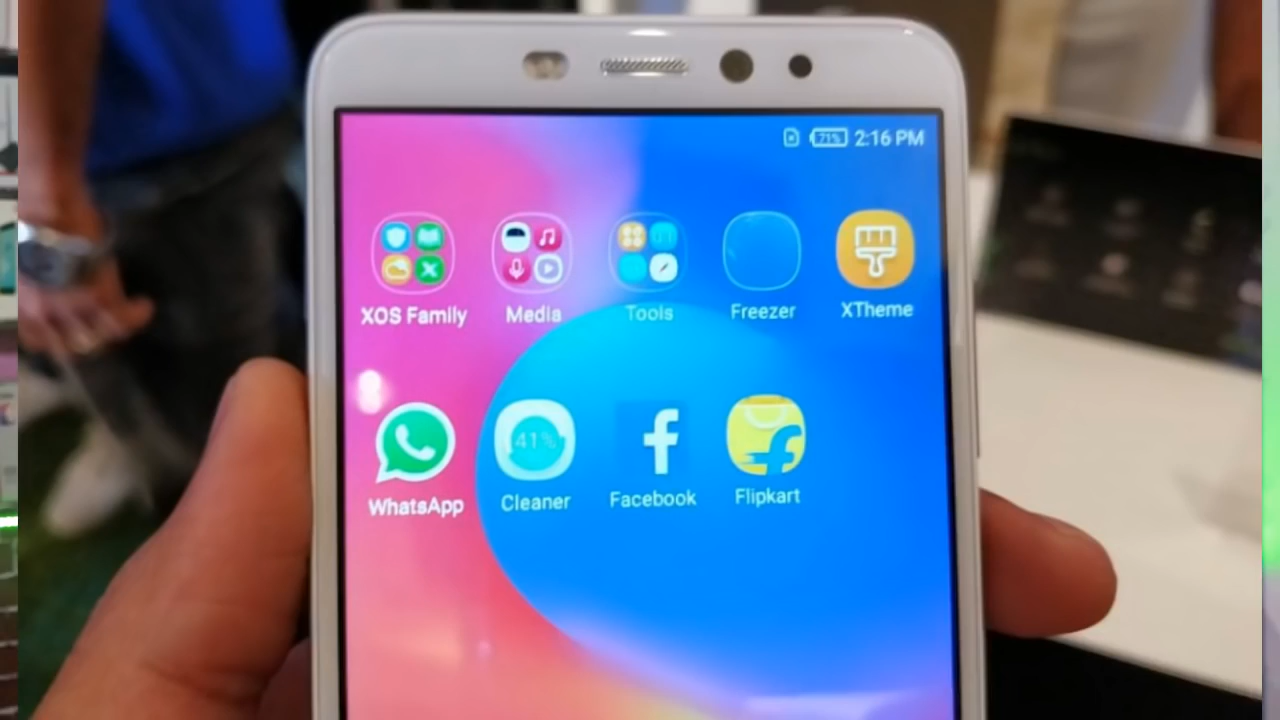 71% 2:16 PM
XOS Family Media Tools Freezer XTheme
41%
WhatsApp Cleaner Facebook Flipkart